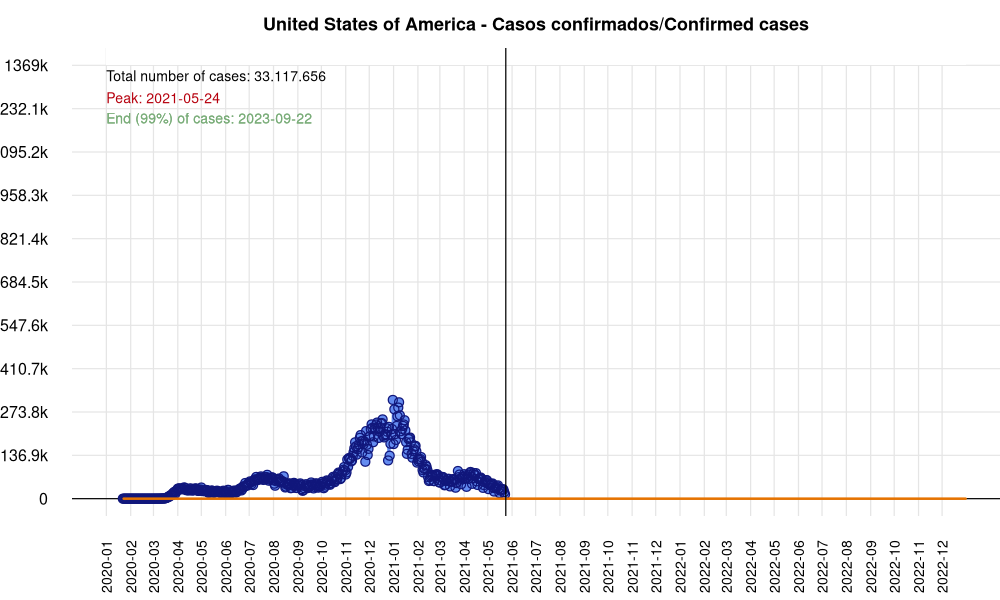 United States of America - Casos confirmados/Confirmed cases
Total number of cases: 33.117.656
Peak: 2021-05-24
End (99%) of cases: 2023-09-22
1369k
232.1k
095.2k
958.3k
821.4k
684.5k
547.6k
410.7k
273.8k
136.9k
0
2020-01
2020-02
2020-03
2020-04
2020-05
2020-06
2020-07
2020-08
2020-09
2020-10
2020-11
2020-12
2021-01
2021-02
2021-03
2021-04
2021-05
2021-06
2021-07
2021-08
2021-09
2021-10
2021-11
2021-12
2022-01
2022-02
2022-03
2022-04
2022-05
2022-06
2022-07
2022-08
2022-09
2022-10
2022-11
2022-12